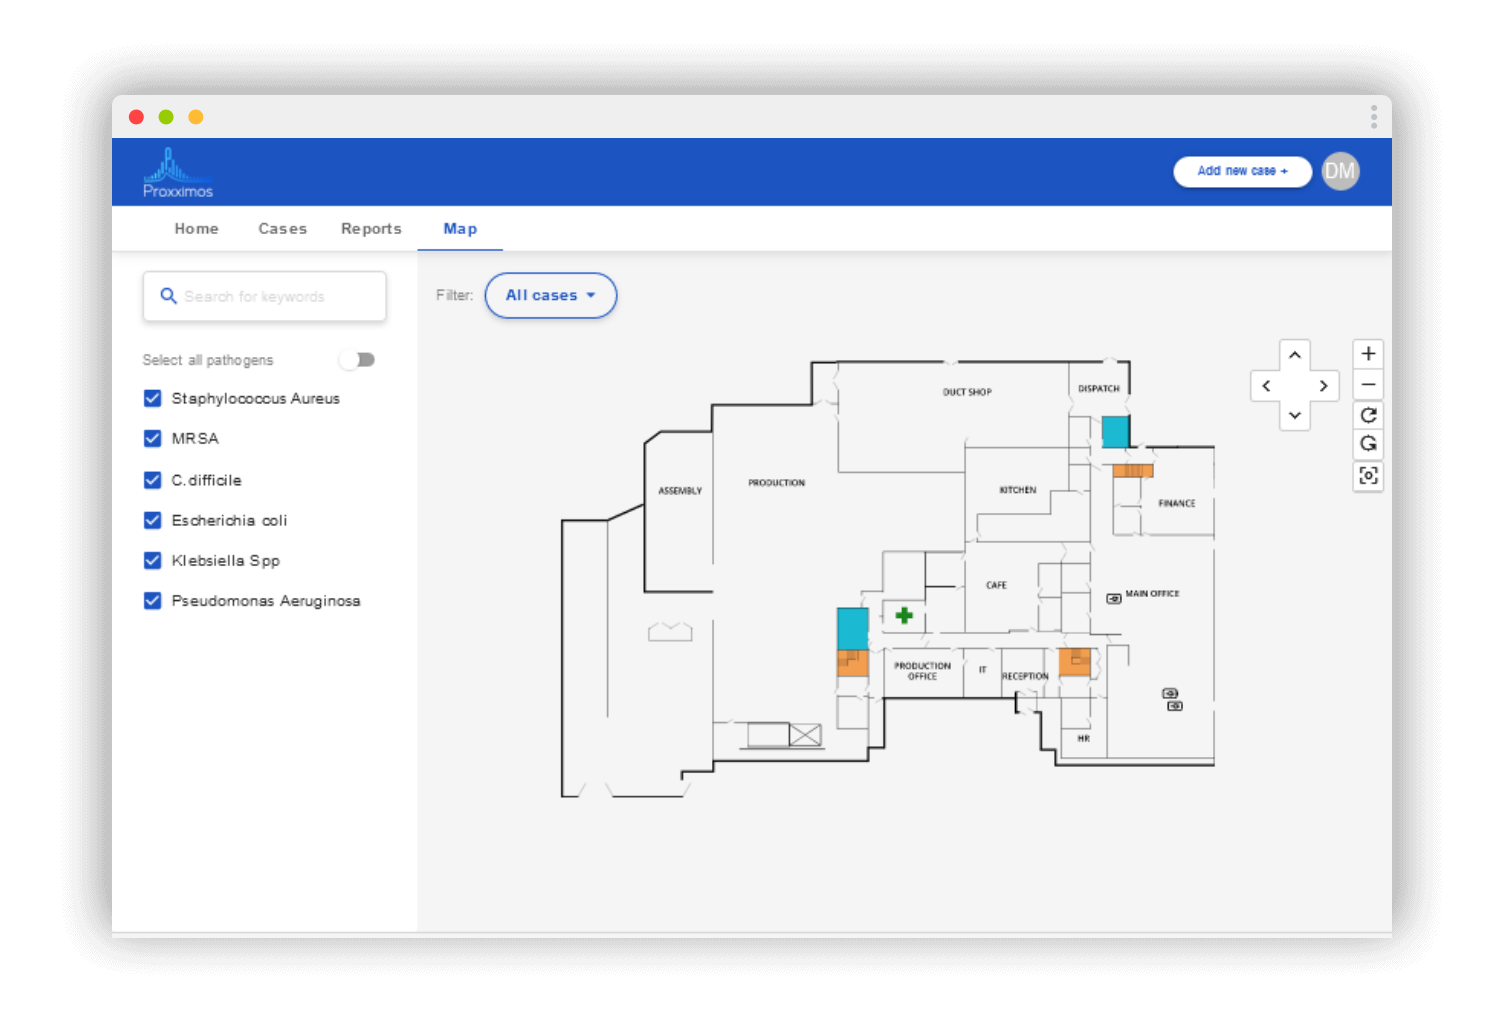 Proxximos
Add new case +
DM
Home
Cases
Reports
Map
Search for keywords
Filter:
All cases
Select all pathogens
Staphylococcus Aureus
MRSA
C.difficile
Escherichia coli
Klebsiella Spp
Pseudomonas Aeruginosa
DUCT SHOP
DISPATCH
ASSEMBLY
PRODUCTION
KITCHEN
FINANCE
CAFE
MAIN OFFICE
PRODUCTION
OFFICE
IT
RECEPTION
HR